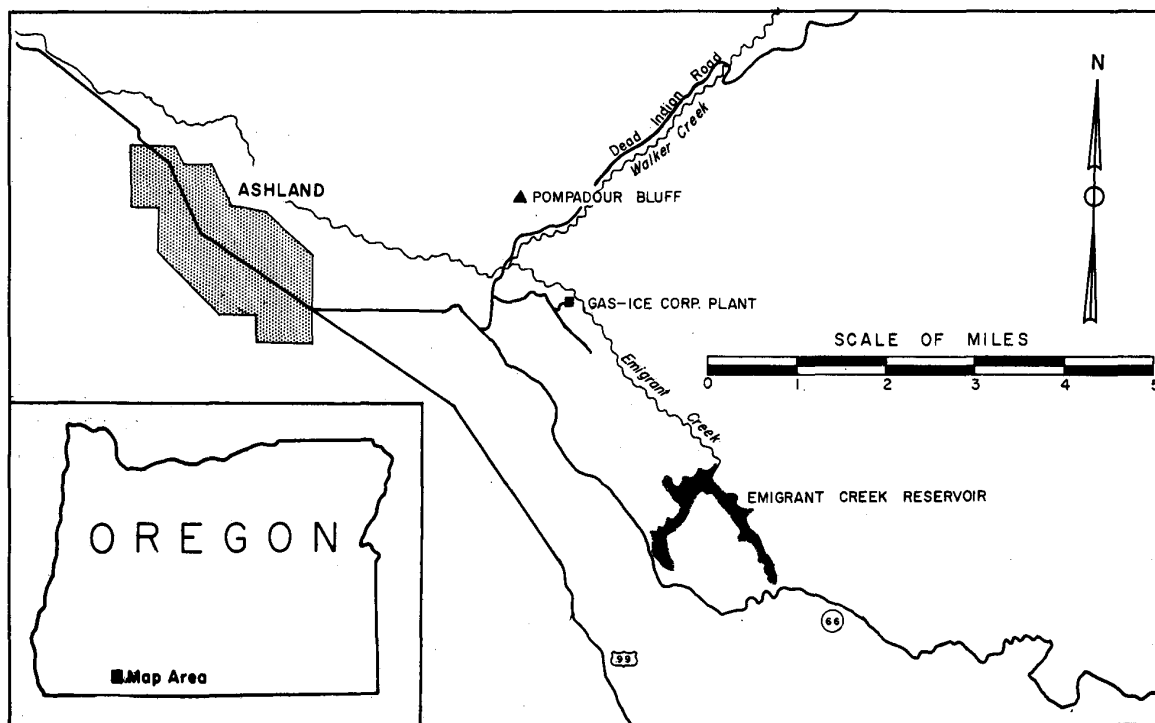 Dead Indian Road
Walker Creek
N
ASHLAND
POMPADOUR BLUFF
GAS-ICE CORP. PLANT
SCALE OF MILES
0 1 2 3 4 5
Emigrant Creek
EMIGRANT CREEK RESERVOIR
OREGON
66
99
Map Area